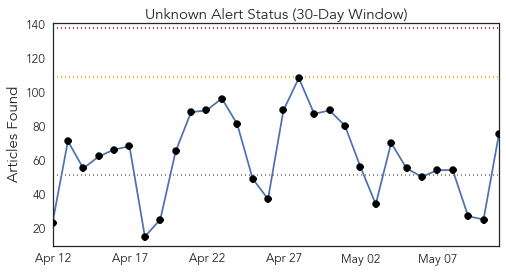 Unknown Alert Status (30-Day Window)
Articles Found
140
120
100
80
60
40
20
Apr 12 Apr 17 Apr 22 Apr 27 May 02 May 07